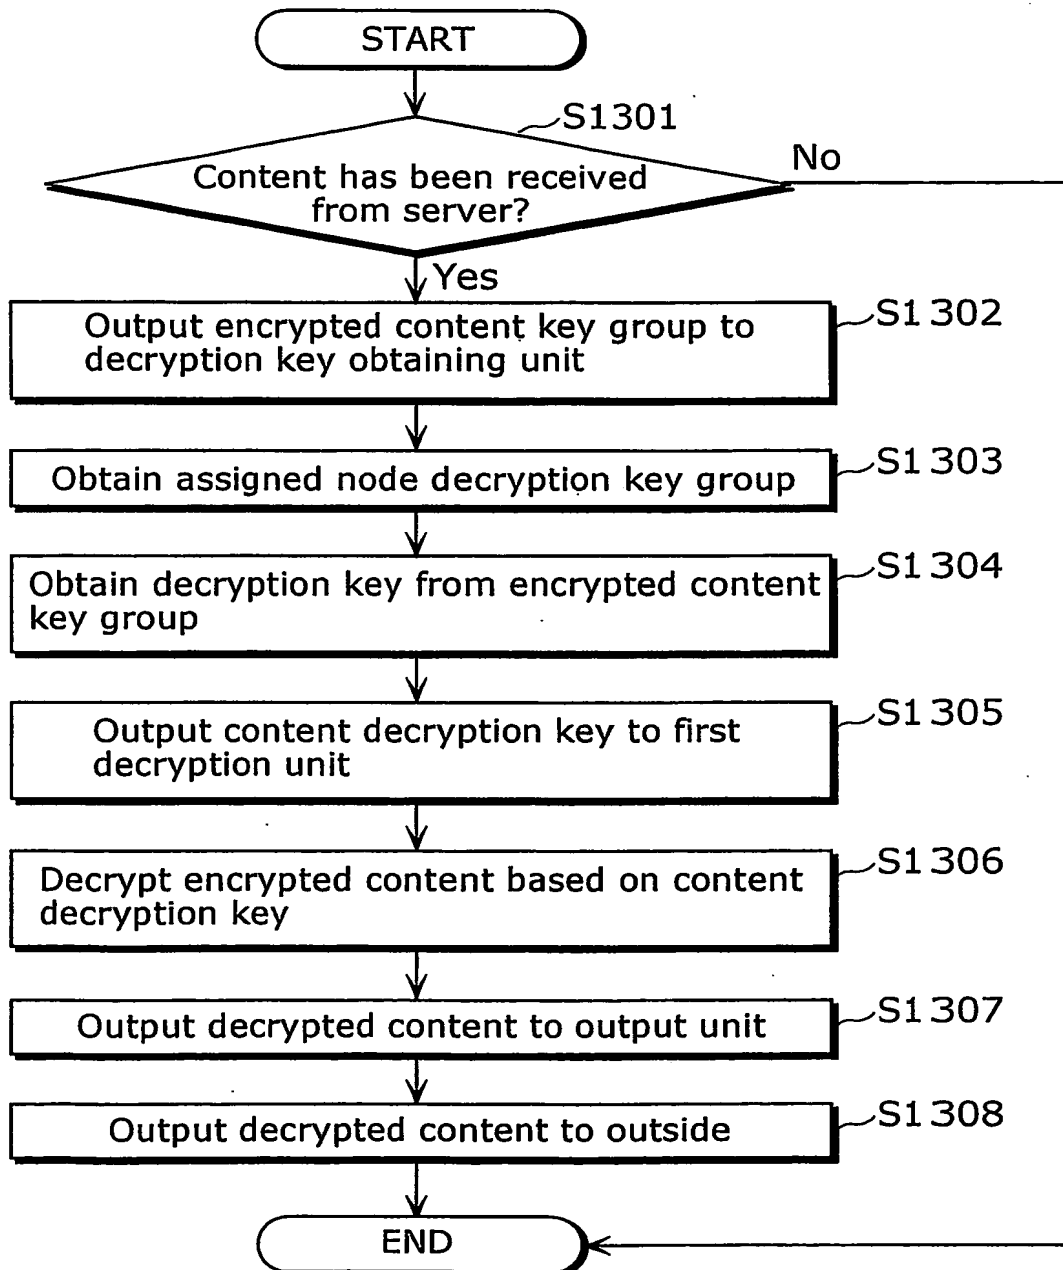 START
S1301
Content has been received
from server?
No
Yes
Output encrypted content key group to
decryption key obtaining unit
S1302
Obtain assigned node decryption key group
S1303
Obtain decryption key from encrypted content
key group
S1304
Output content decryption key to first
decryption unit
S1305
Decrypt encrypted content based on content
decryption key
S1306
Output decrypted content to output unit
S1307
Output decrypted content to outside
S1308
END